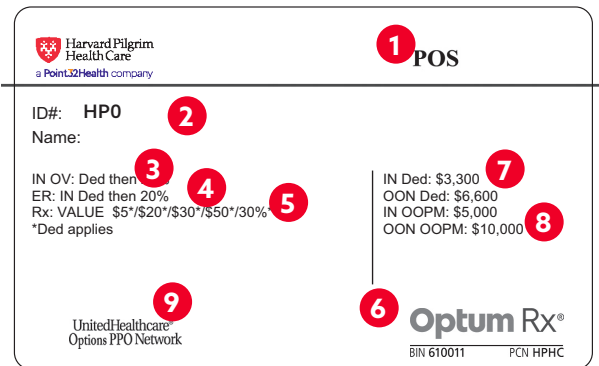 Harvard Pilgrim
Health Care
a Point32Health company
1
POS
ID#: HP0
2
Name:
3
IN OV: Ded then
4
ER: IN Ded then 20%
5
Rx: VALUE $5*/$20*/$30*/$50*/30%*
*Ded applies
7
IN Ded: $3,300
OON Ded: $6,600
IN OOPM: $5,000
8
OON OOPM: $10,000
9
UnitedHealthcare®
Options PPO Network
6
Optum Rx®
BIN 610011 PCN HPHC